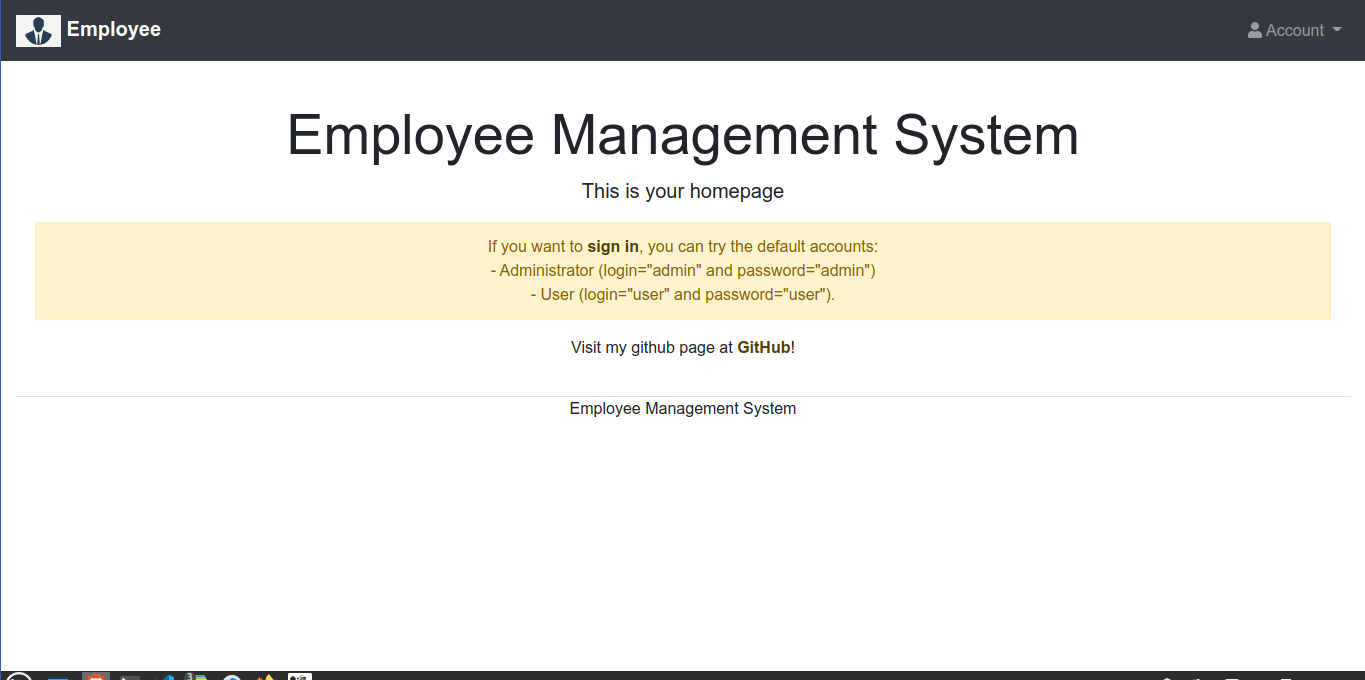 Employee
Account
Employee Management System
This is your homepage
If you want to sign in, you can try the default accounts:
- Administrator (login="admin" and password="admin")
- User (login="user" and password="user").
Visit my github page at GitHub!
Employee Management System
3